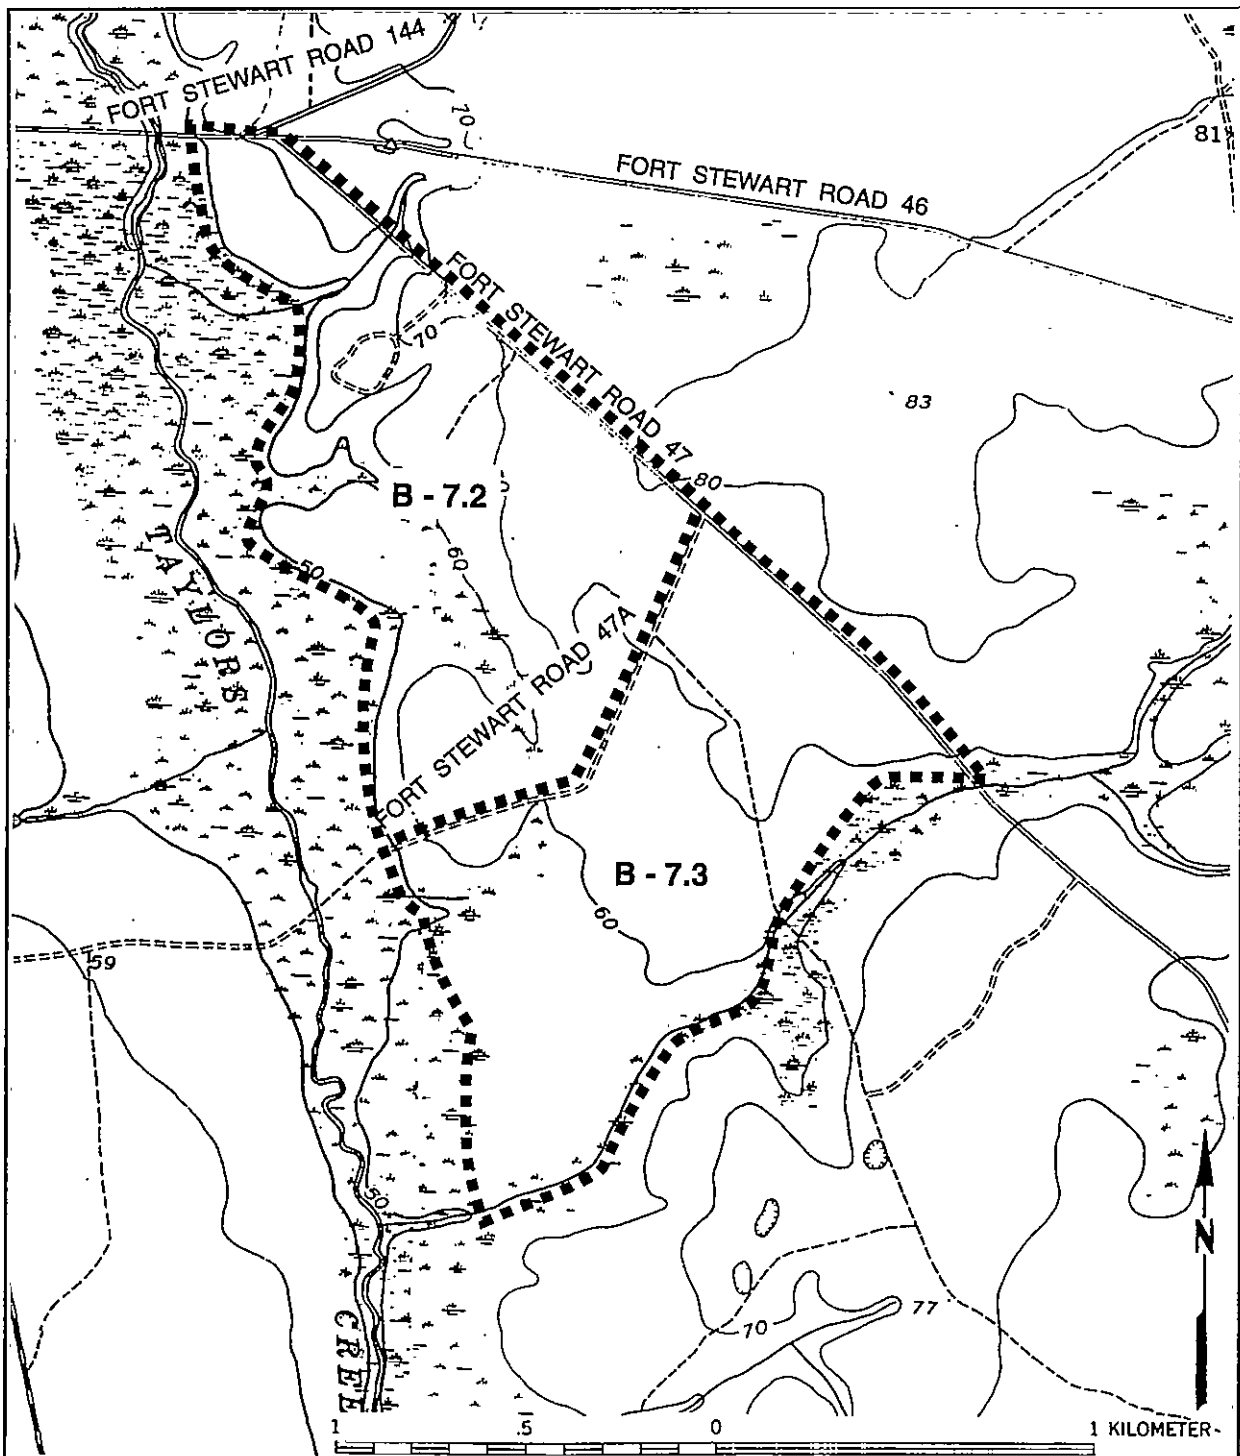 FORT STEWART ROAD 144
70
81
FORT STEWART ROAD 46
FORT STEWART ROAD 47
70
83
80
B - 7.2
60
50
TAYLORS
FORT STEWART ROAD 47A
B - 7.3
60
59
50
N
77
70
CREE
1 .5 0 1 KILOMETER